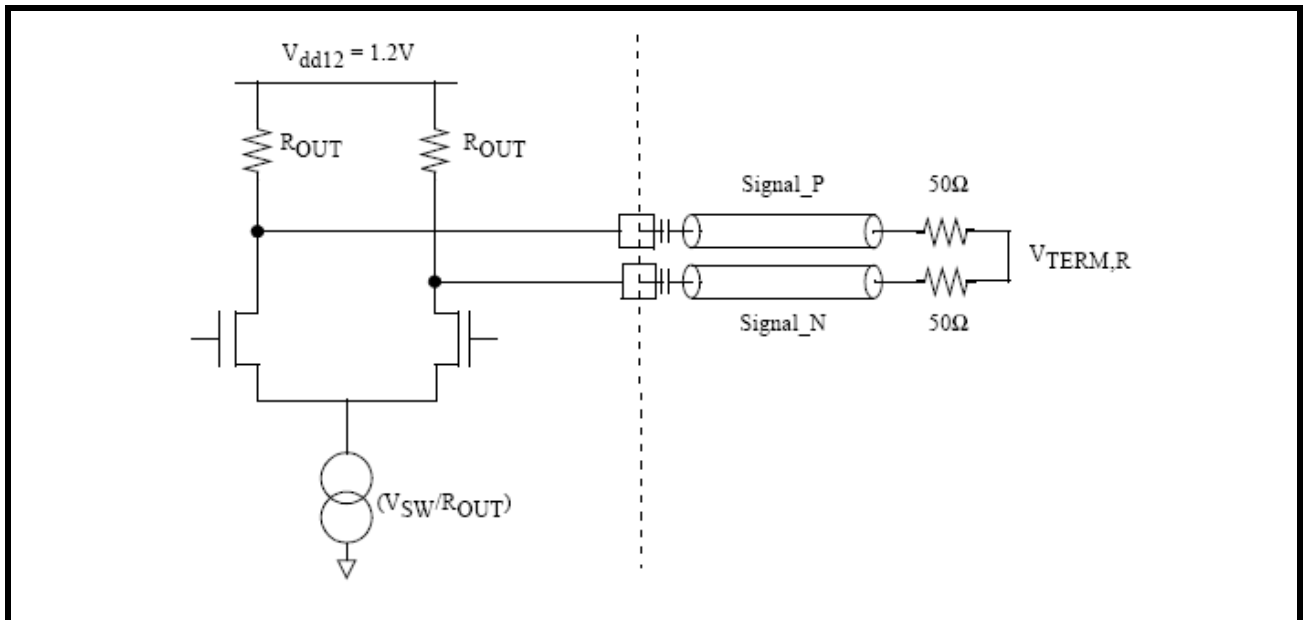 Vdd12 = 1.2V
ROUT
ROUT
Signal_P
50Ω
VTERM,R
Signal_N
50Ω
(VSW/ROUT)